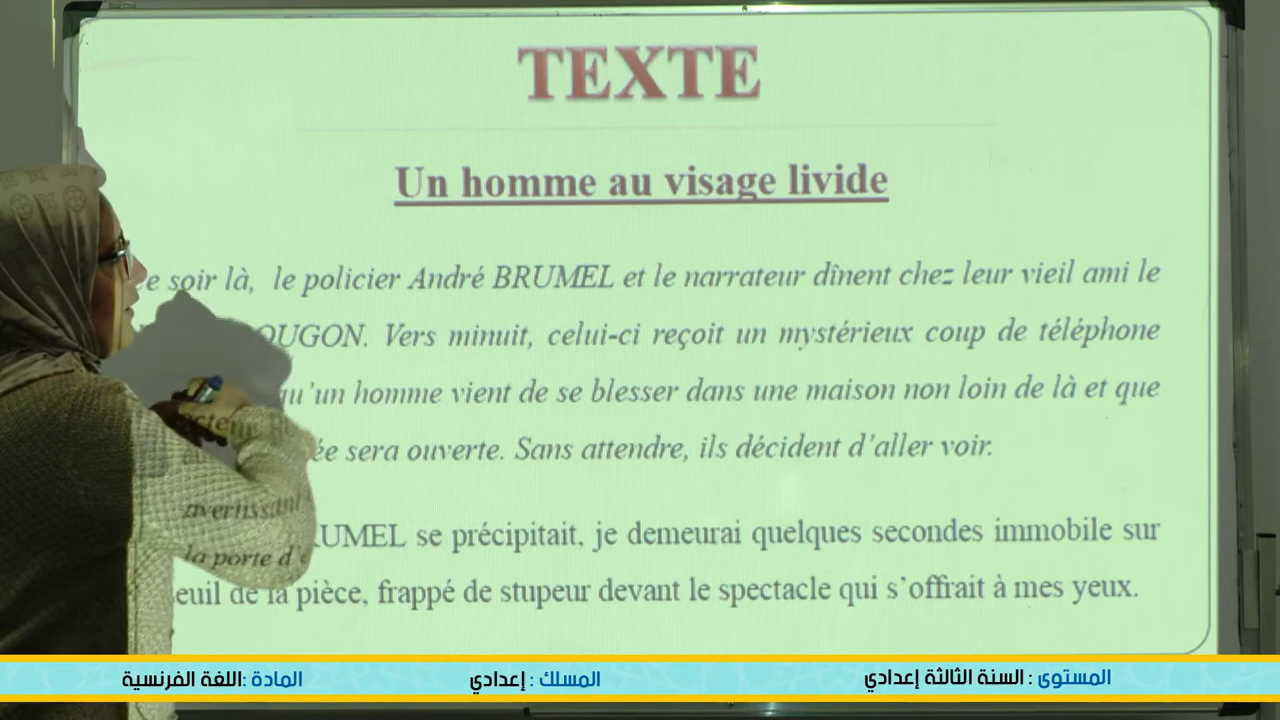 TEXTE
Un homme au visage livide
e soir là, le policier André BRUMEL et le narrateur dînent chez leur vieil ami le
OUGON. Vers minuit, celui-ci reçoit un mystérieux coup de téléphone
avertissant qu'un homme vient de se blesser dans une maison non loin de là et que
la porte d'e ée sera ouverte. Sans attendre, ils décident d'aller voir.
RUMEL se précipitait, je demeurai quelques secondes immobile sur
euil de la pièce, frappé de stupeur devant le spectacle qui s'offrait à mes yeux.
المستوى : السنة الثالثة إعدادي
المسلك : إعدادي
المادة :اللغة الفرنسية